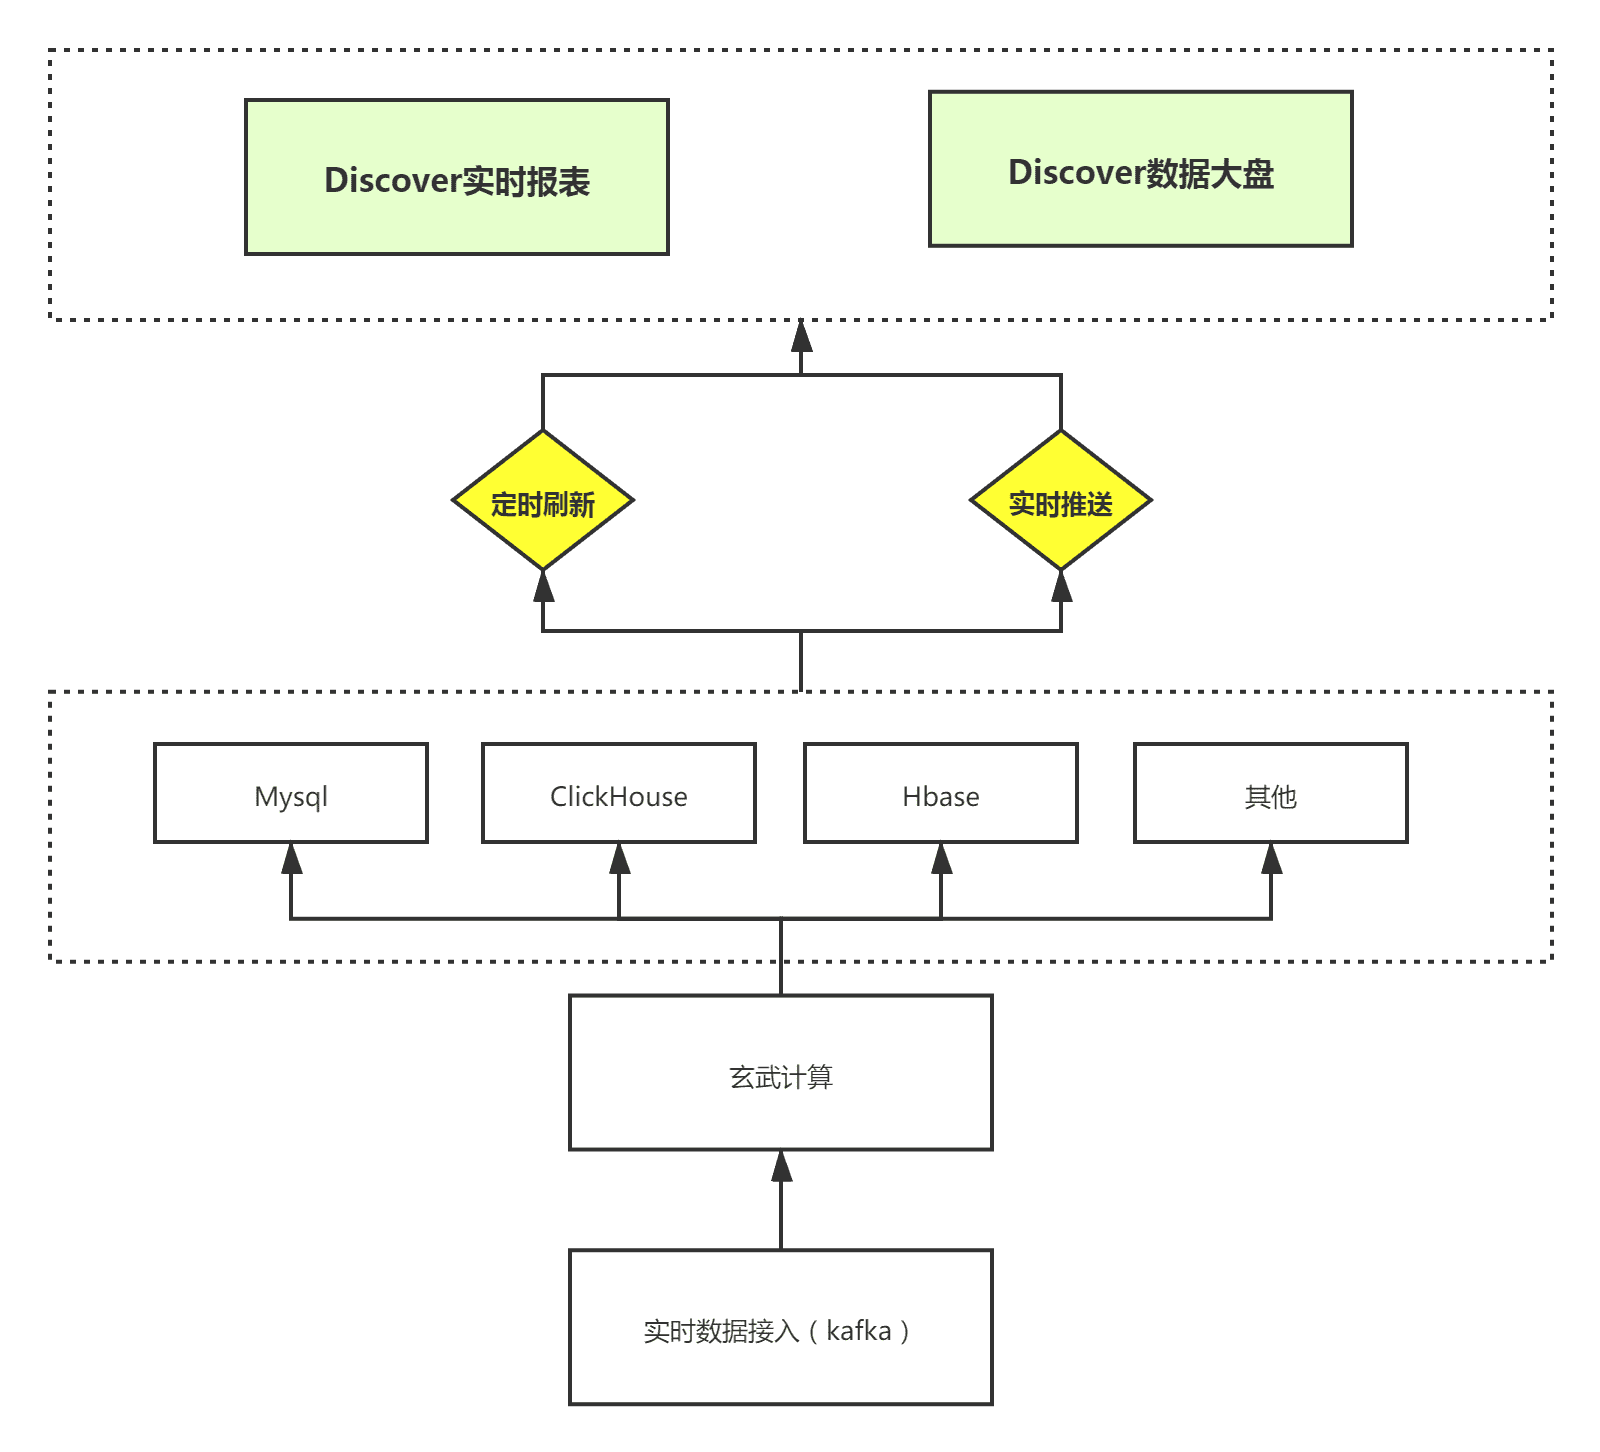 Discover实时报表
Discover数据大盘
定时刷新
实时推送
Mysql
ClickHouse
Hbase
其他
玄武计算
实时数据接入（kafka）